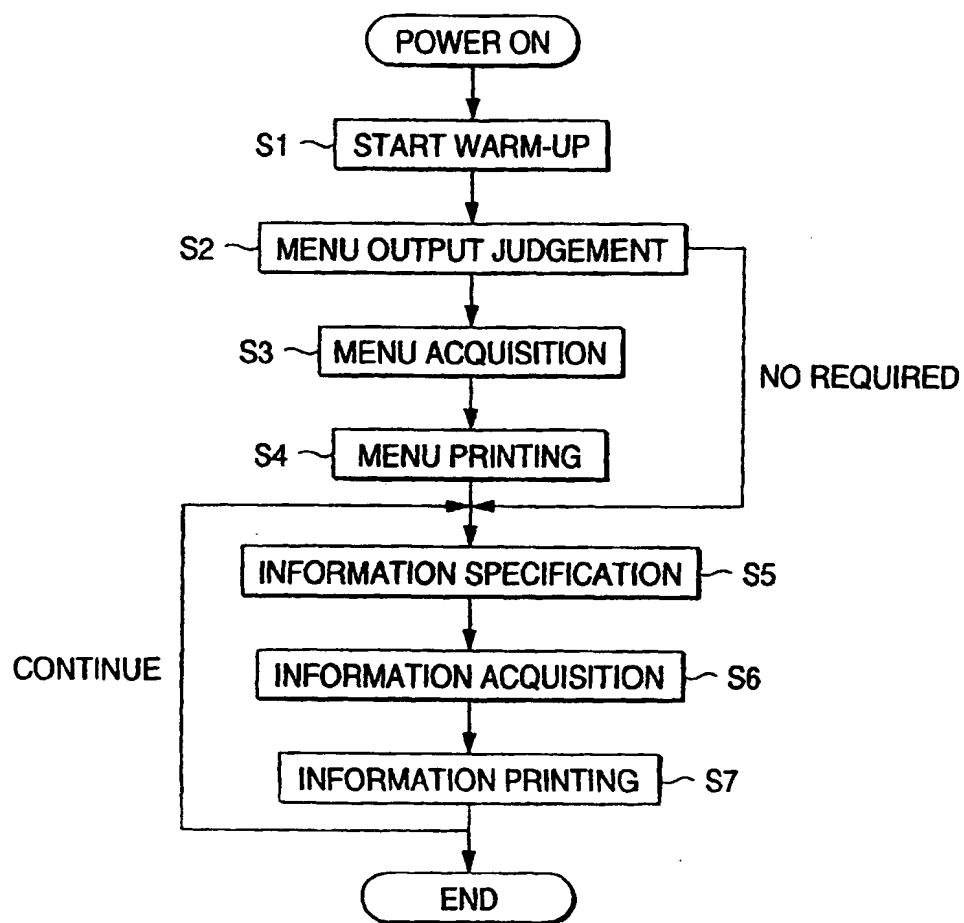 POWER ON
S1 START WARM-UP
S2 MENU OUTPUT JUDGEMENT
S3 MENU ACQUISITION
NO REQUIRED
S4 MENU PRINTING
INFORMATION SPECIFICATION S5
CONTINUE
INFORMATION ACQUISITION S6
INFORMATION PRINTING S7
END